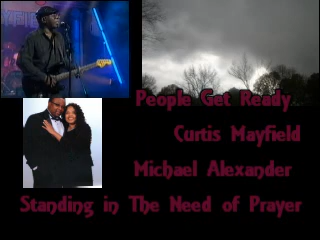 People Get Ready
Curtis Mayfield
Michael Alexander
Standing in The Need of Prayer